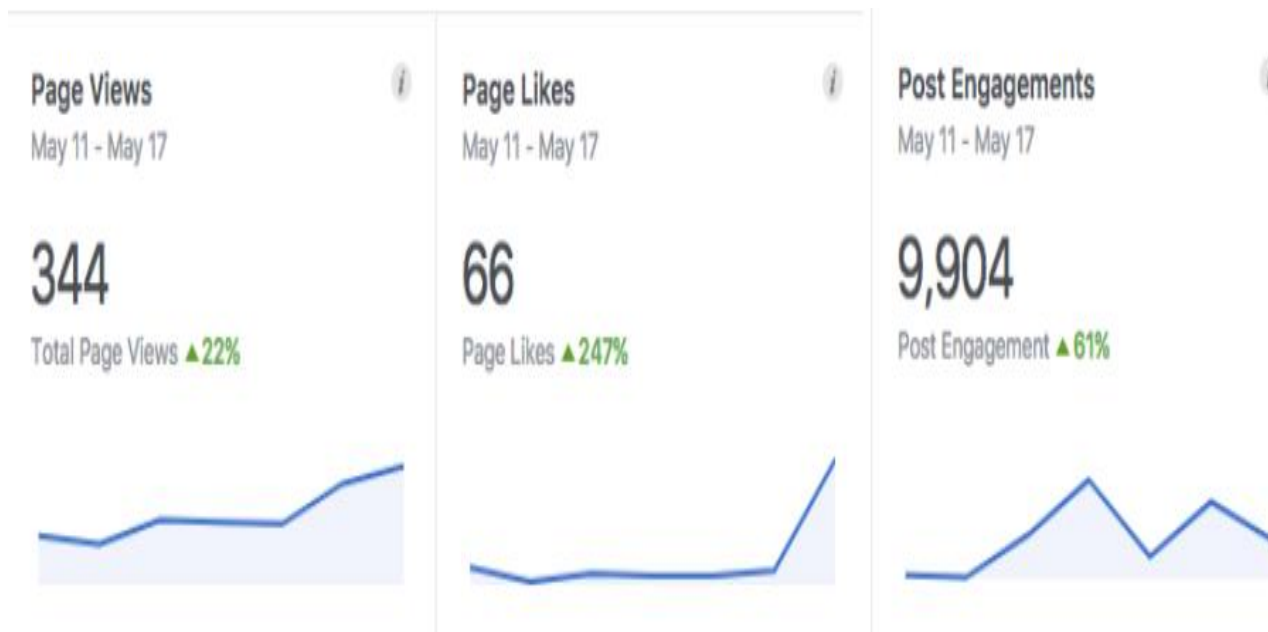 Page Views
May 11 - May 17
344
Total Page Views ▲22%
Page Likes
May 11 - May 17
66
Page Likes ▲247%
Post Engagements
May 11 - May 17
9,904
Post Engagement ▲61%